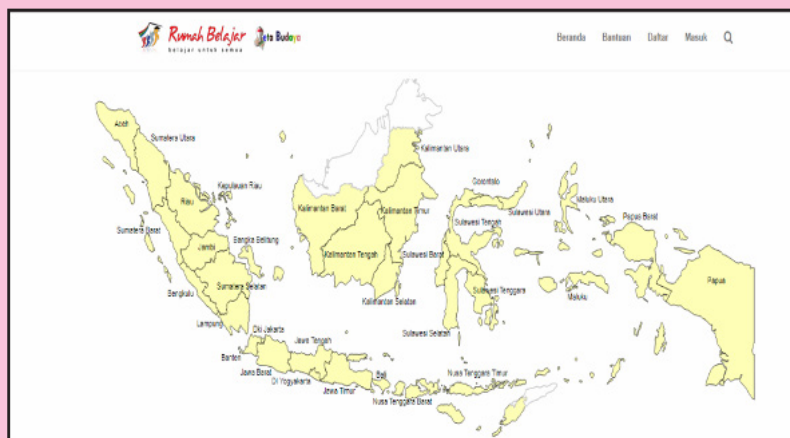 Rumah Belajar
belajar untuk semua
Peta Budaya
Beranda Bantuan Daftar Masuk
Aceh
Sumatera Utara
Kalimantan Utara
Kepulauan Riau
Riau
Gorontalo
Maluku Utara
Kalimantan Barat
Kalimantan Timur
Sulawesi Utara
Sulawesi Tengah
Papua Barat
Sumatera Barat
Jambi
Bangka Belitung
Kalimantan Tengah
Sulawesi Barat
Papua
Bengkulu
Sumatera Selatan
Sulawesi Tenggara
Maluku
Kalimantan Selatan
Lampung
Dki Jakarta
Sulawesi Selatan
Jawa Tengah
Banten
Jawa Barat
Di Yogyakarta
Bali
Nusa Tenggara Timur
Jawa Timur
Nusa Tenggara Barat